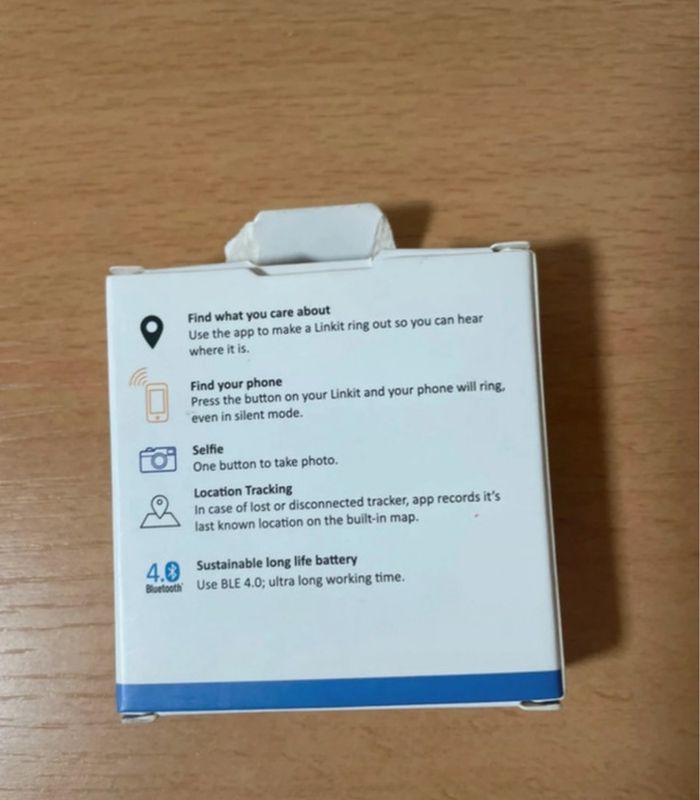 Find what you care about
Use the app to make a Linkit ring out so you can hear
where it is.
Find your phone
Press the button on your Linkit and your phone will ring,
even in silent mode.
Selfie
One button to take photo.
Location Tracking
In case of lost or disconnected tracker, app records it's
last known location on the built-in map.
4.0
Bluetooth
Sustainable long life battery
Use BLE 4.0; ultra long working time.